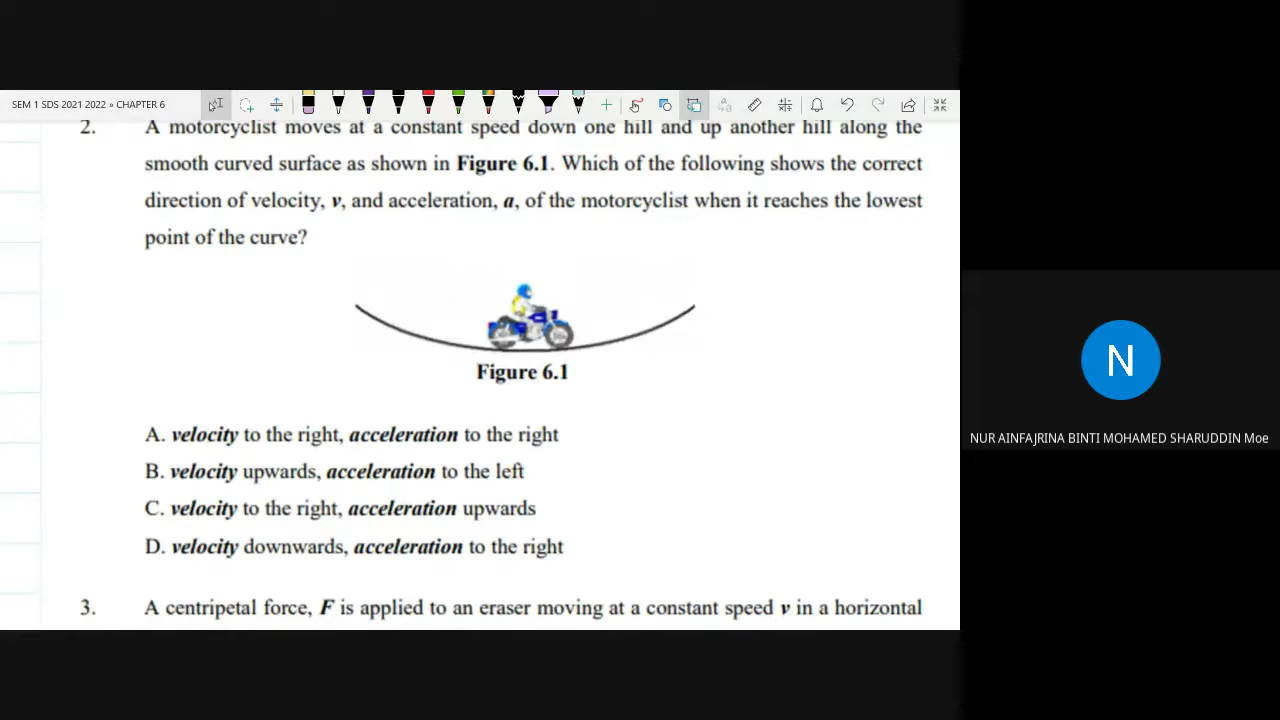 SEM 1 SDS 2021 2022 » CHAPTER 6
2. A motorcyclist moves at a constant speed down one hill and up another hill along the
smooth curved surface as shown in Figure 6.1. Which of the following shows the correct
direction of velocity, v, and acceleration, a, of the motorcyclist when it reaches the lowest
point of the curve?
Figure 6.1
A. velocity to the right, acceleration to the right
B. velocity upwards, acceleration to the left
C. velocity to the right, acceleration upwards
D. velocity downwards, acceleration to the right
3. A centripetal force, F is applied to an eraser moving at a constant speed v in a horizontal
N
NUR AINFAJRINA BINTI MOHAMED SHARUDDIN Moe